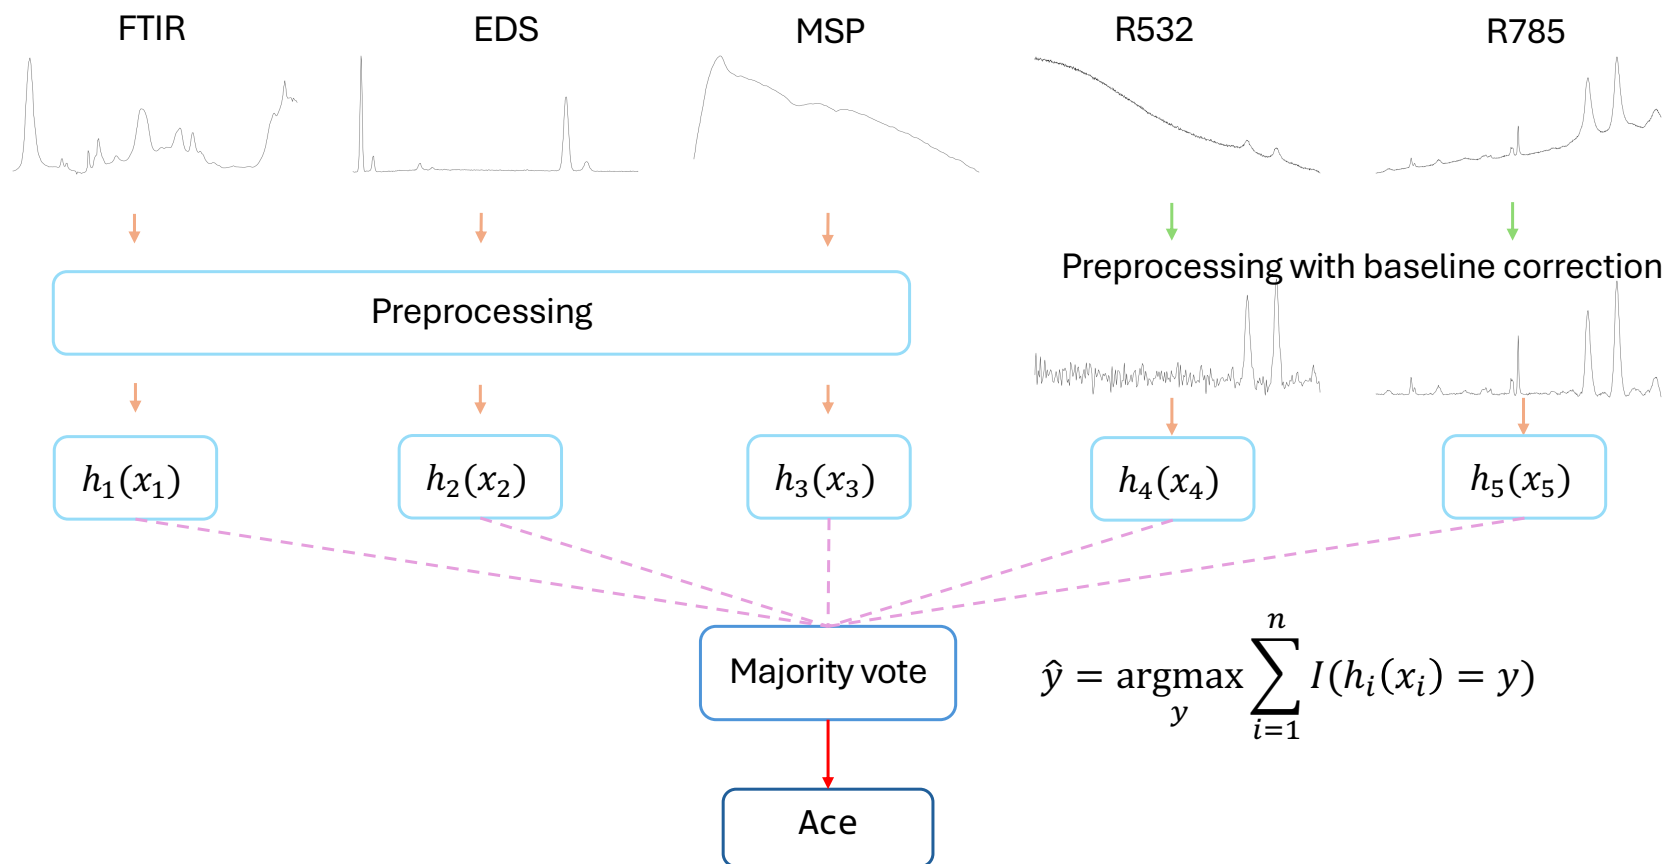 FTIR
EDS
MSP
R532
R785
Preprocessing with baseline correction
Preprocessing
h₁(x₁)
h₂(x₂)
h₃(x₃)
h₄(x₄)
h₅(x₅)
Majority vote
ŷ = argmax_y ∑_{i=1}^{n} I(hᵢ(xᵢ) = y)
Ace